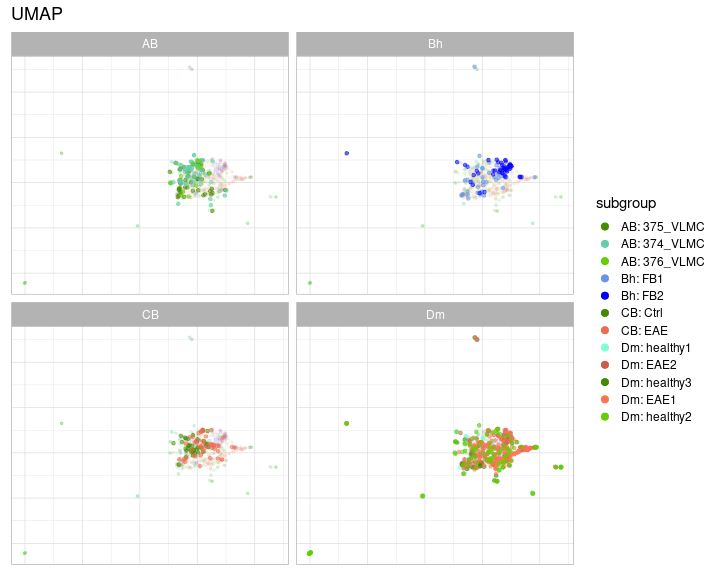 UMAP
AB
Bh
CB
Dm
subgroup
AB: 375_VLMC
AB: 374_VLMC
AB: 376_VLMC
Bh: FB1
Bh: FB2
CB: Ctrl
CB: EAE
Dm: healthy1
Dm: EAE2
Dm: healthy3
Dm: EAE1
Dm: healthy2